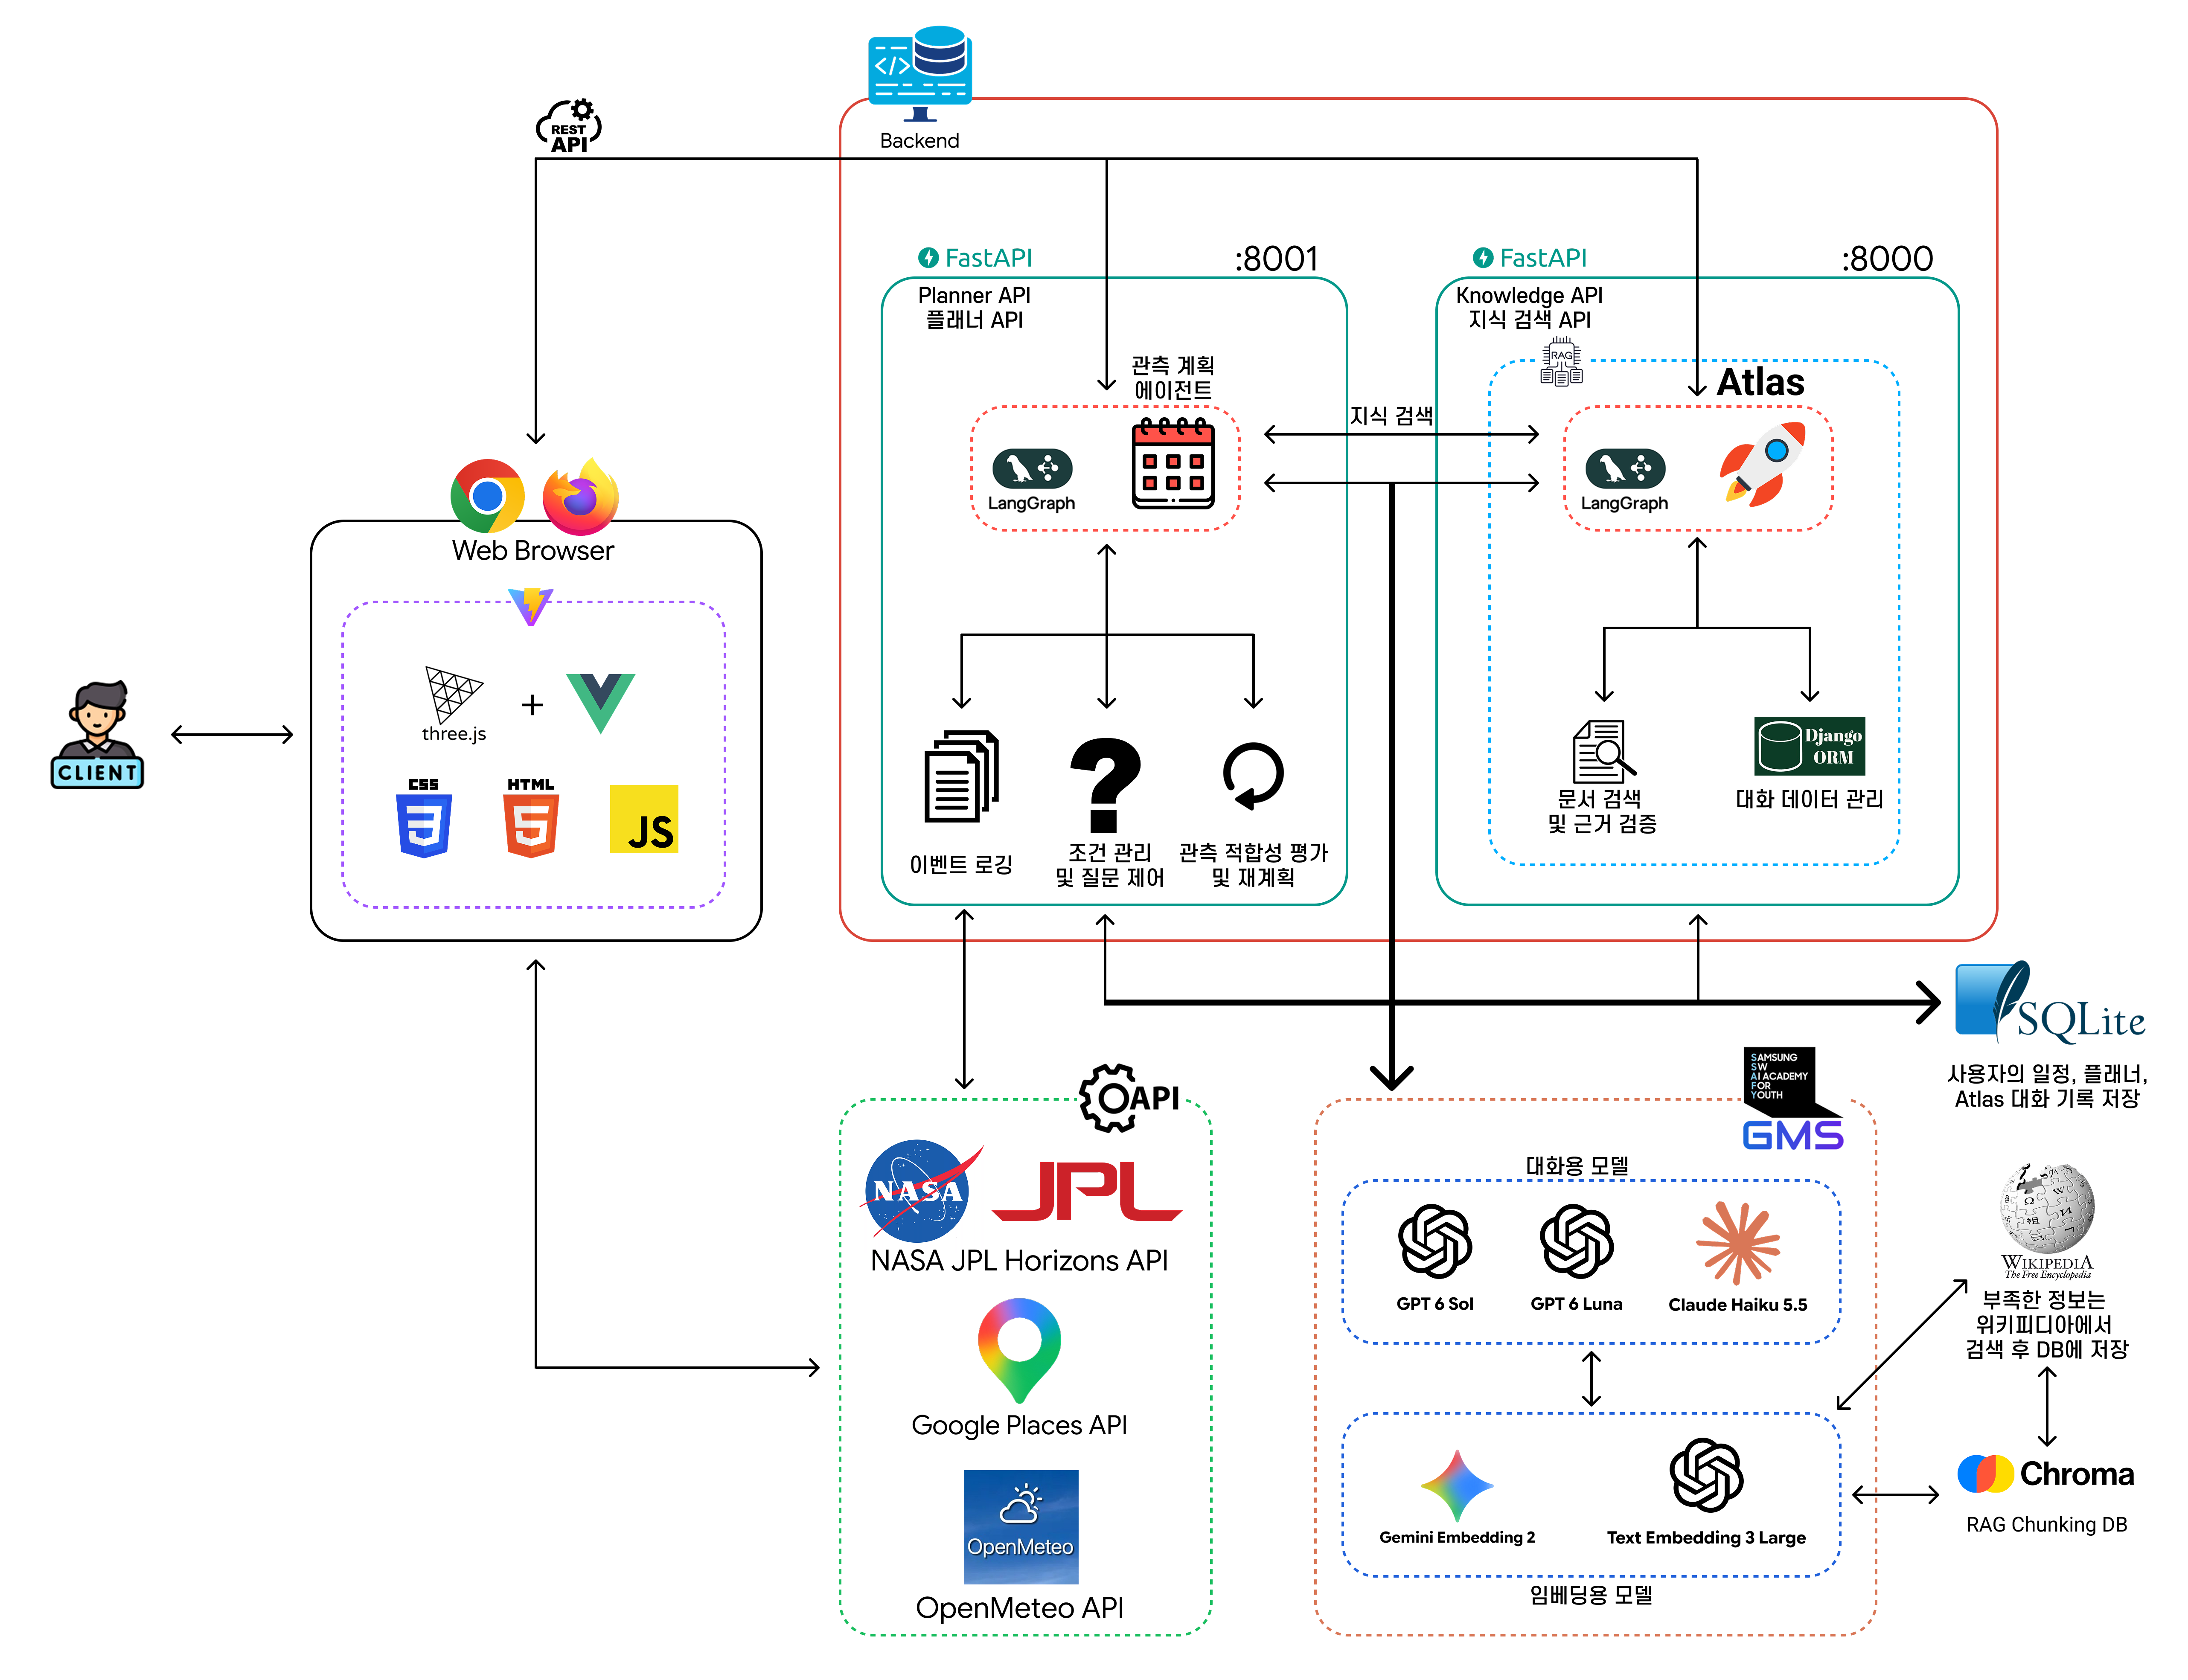 Backend
REST
API
FastAPI
:8001
FastAPI
:8000
Planner API
플래너 API
Knowledge API
지식 검색 API
RAG
관측 계획
에이전트
Atlas
지식 검색
LangGraph
LangGraph
Web Browser
three.js
+
CSS
HTML
JS
CLIENT
이벤트 로깅
조건 관리
및 질문 제어
관측 적합성 평가
및 재계획
문서 검색
및 근거 검증
Django
ORM
대화 데이터 관리
SQLite
사용자의 일정, 플래너,
Atlas 대화 기록 저장
API
NASA
JPL
NASA JPL Horizons API
Google Places API
OpenMeteo
OpenMeteo API
SAMSUNG
SW
AI ACADEMY
FOR
YOUTH
GMS
대화용 모델
GPT 6 Sol
GPT 6 Luna
Claude Haiku 5.5
Gemini Embedding 2
Text Embedding 3 Large
임베딩용 모델
WIKIPEDIA
The Free Encyclopedia
부족한 정보는
위키피디아에서
검색 후 DB에 저장
Chroma
RAG Chunking DB